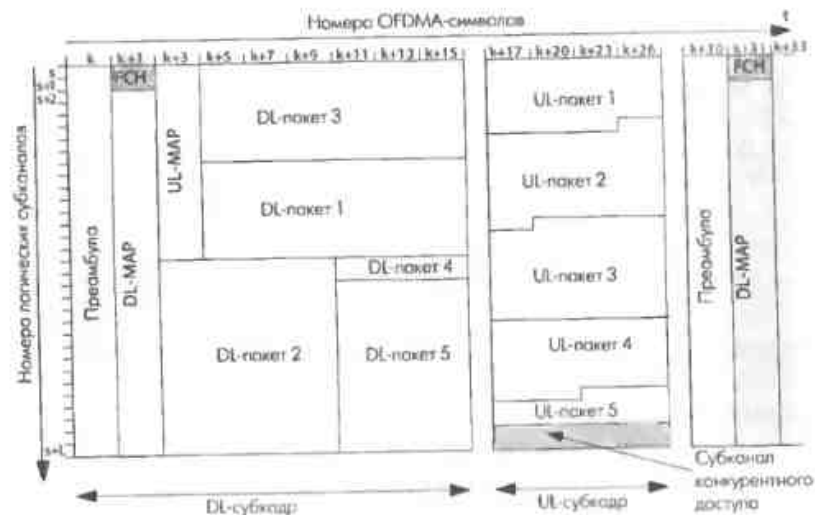 Номера OFDMA-символов
t
k k+1 k+3 k+5 k+7 k+9 k+11 k+13 k+15 k+17 k+20 k+23 k+26 k+30 k+31 k+33
s
s+1
s+2
s+L
Номера логических субканалов
Преамбула
FCH
DL-MAP
UL-MAP
DL-пакет 3
DL-пакет 1
DL-пакет 4
DL-пакет 2
DL-пакет 5
UL-пакет 1
UL-пакет 2
UL-пакет 3
UL-пакет 4
UL-пакет 5
Преамбула
FCH
DL-MAP
Субканал
конкурентного
доступа
DL-субкадр
UL-субкадр